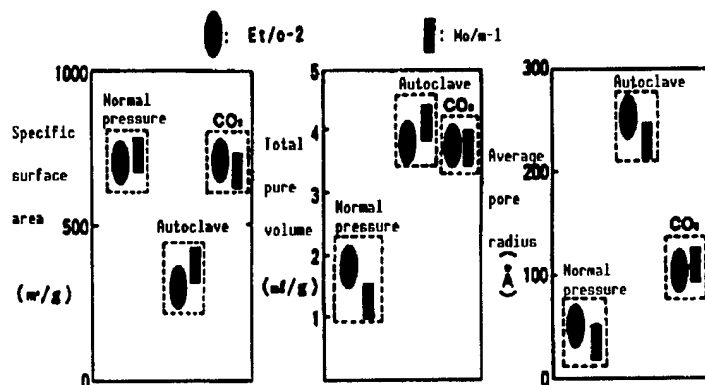 : Et/o-2
: Mo/m-1
1000
500
0
Specific
surface
area
(m²/g)
Normal
pressure
CO₂
Autoclave
5
4
3
2
1
Total
pure
volume
(ml/g)
Autoclave
CO₂
Normal
pressure
300
200
100
0
Average
pore
radius
(Å)
Autoclave
CO₂
Normal
pressure